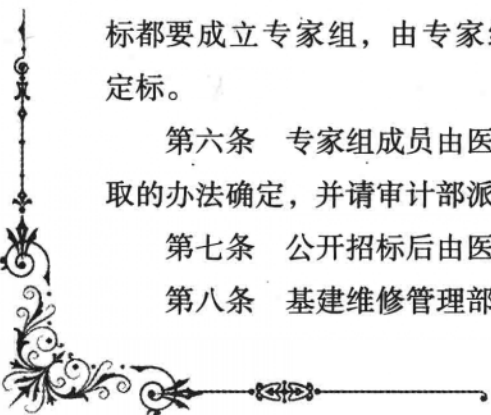 标都要成立专家组，由专家
定标。
第六条 专家组成员由医
取的办法确定，并请审计部派
第七条 公开招标后由医
第八条 基建维修管理部